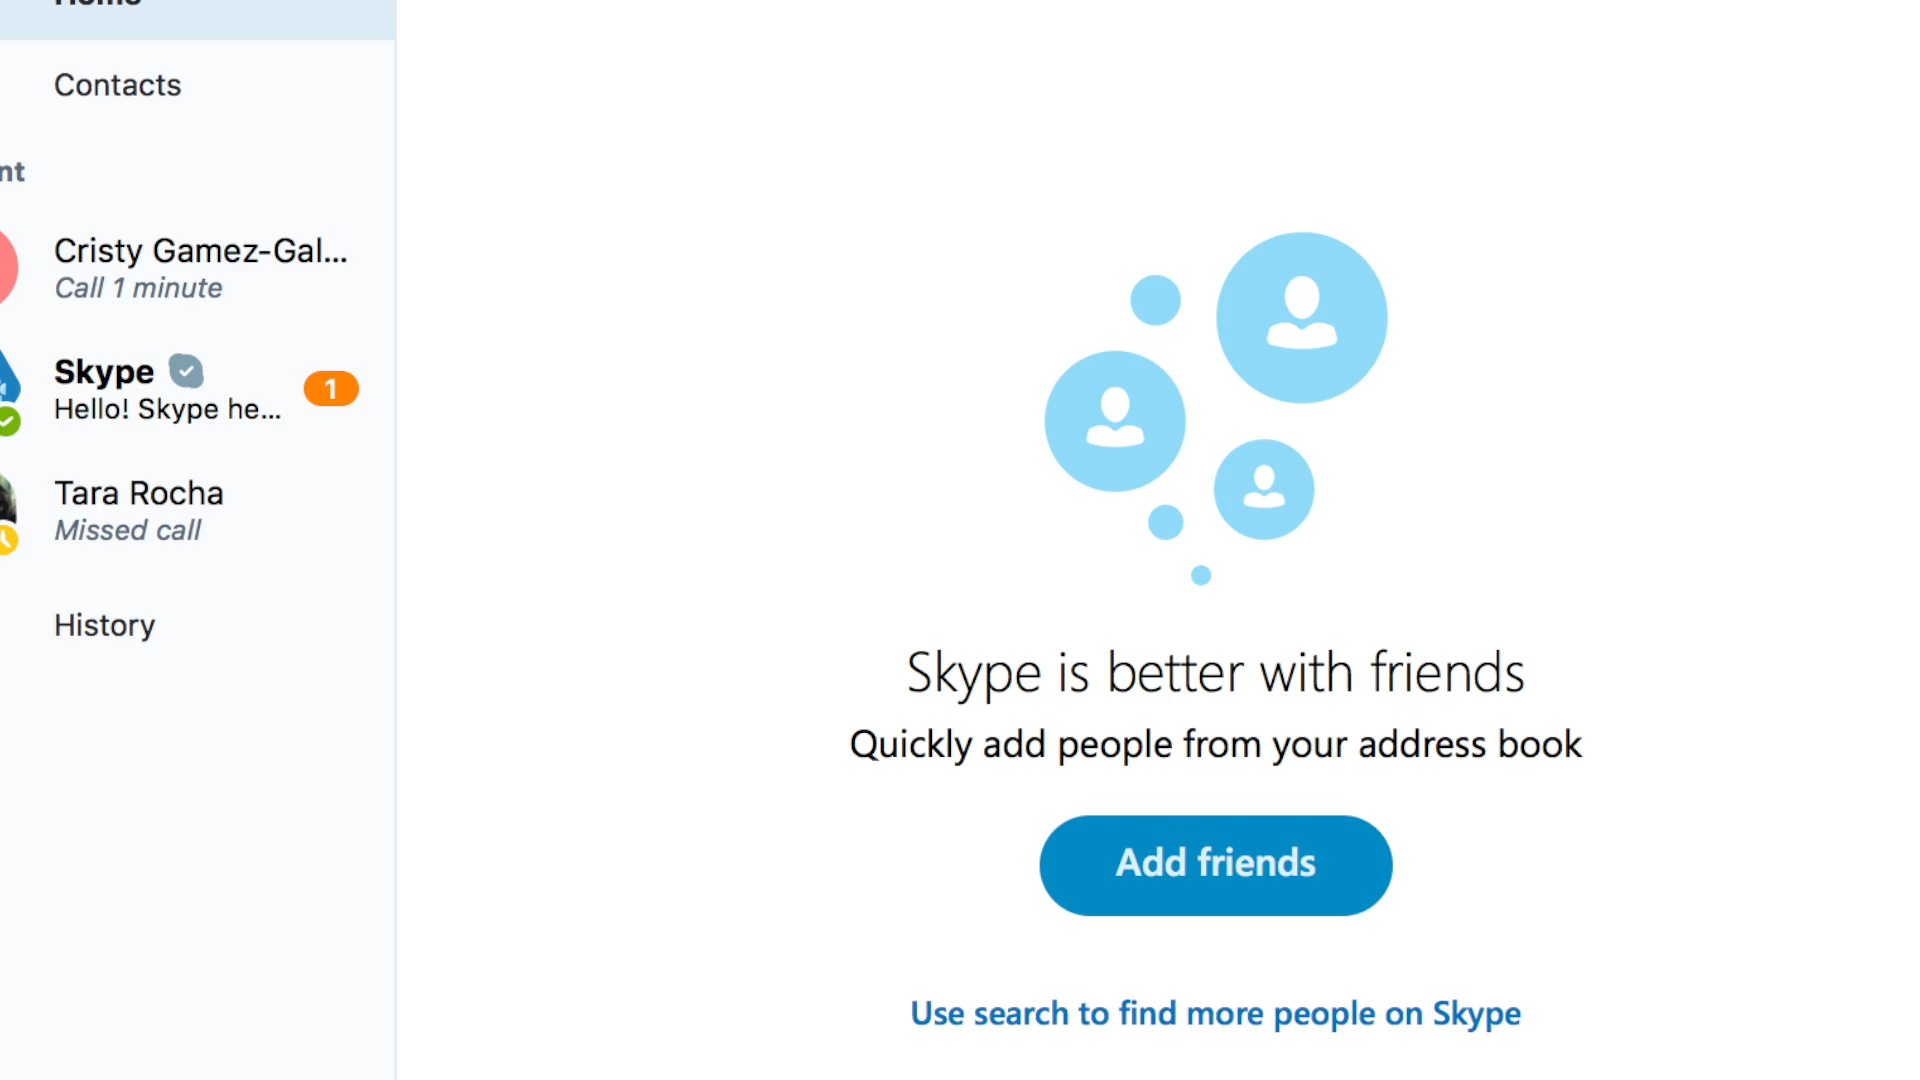 Home
Contacts
nt
Cristy Gamez-Gal...
Call 1 minute
Skype
1
Hello! Skype he...
Tara Rocha
Missed call
History
Skype is better with friends
Quickly add people from your address book
Add friends
Use search to find more people on Skype